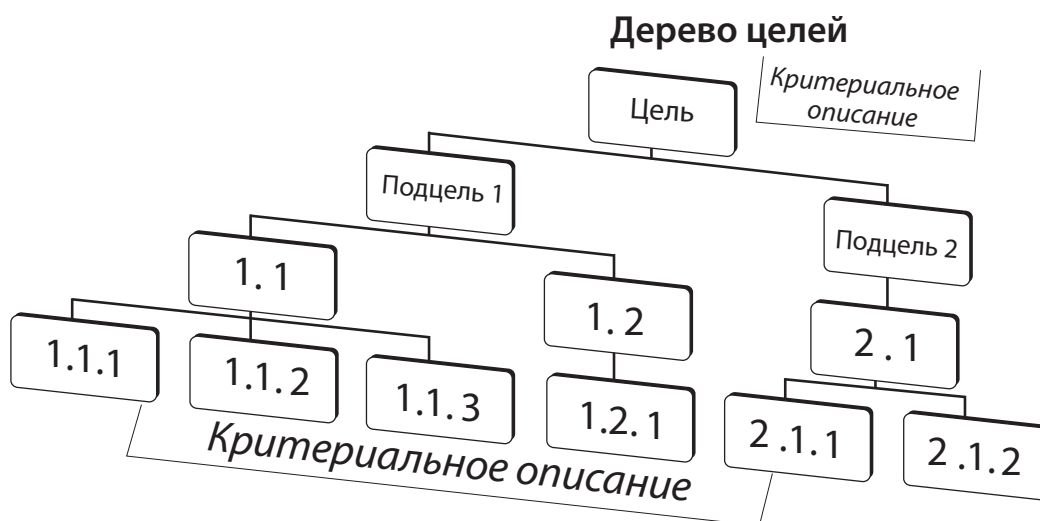 Дерево целей
Цель
Критериальное
описание
Подцель 1
Подцель 2
1. 1
1. 2
2 . 1
1.1.1
1.1. 2
1.1. 3
1.2. 1
2 .1.1
2 .1.2
Критериальное описание